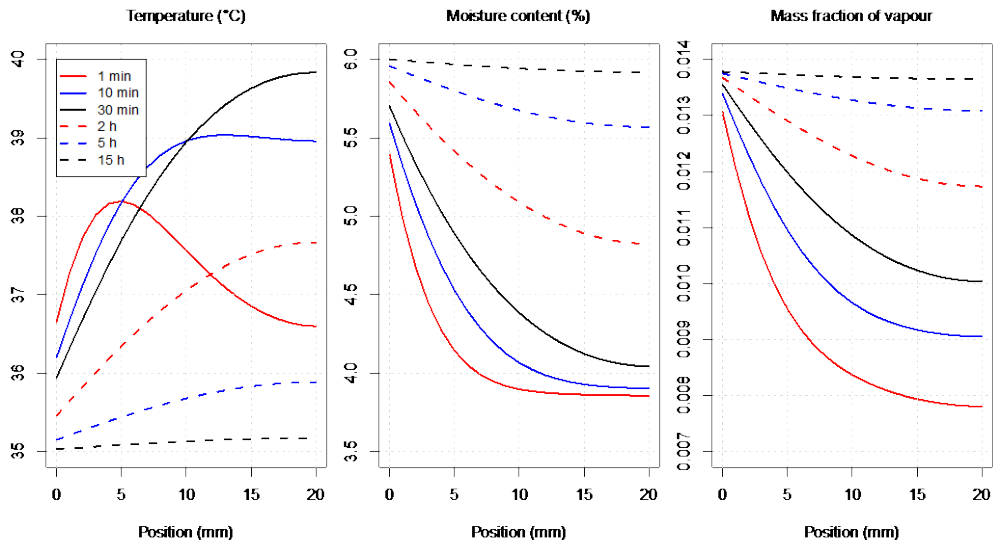 Temperature (°C)
Moisture content (%)
Mass fraction of vapour
1 min
10 min
30 min
2 h
5 h
15 h
40
39
38
37
36
35
0 5 10 15 20
Position (mm)
6.0
5.5
5.0
4.5
4.0
3.5
0 5 10 15 20
Position (mm)
0.014
0.013
0.012
0.011
0.010
0.009
0.008
0.007
0 5 10 15 20
Position (mm)